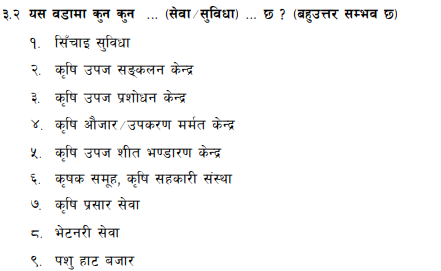 ३.२ यस वडामा कुन कुन ... (सेवा/सुविधा) ... छ ? (बहुउत्तर सम्भव छ)
१. सिँचाइ सुविधा
२. कृषि उपज सङ्कलन केन्द्र
३. कृषि उपज प्रशोधन केन्द्र
४. कृषि औजार/उपकरण मर्मत केन्द्र
५. कृषि उपज शीत भण्डारण केन्द्र
६. कृषक समूह, कृषि सहकारी संस्था
७. कृषि प्रसार सेवा
८. भेटनरी सेवा
९. पशु हाट बजार